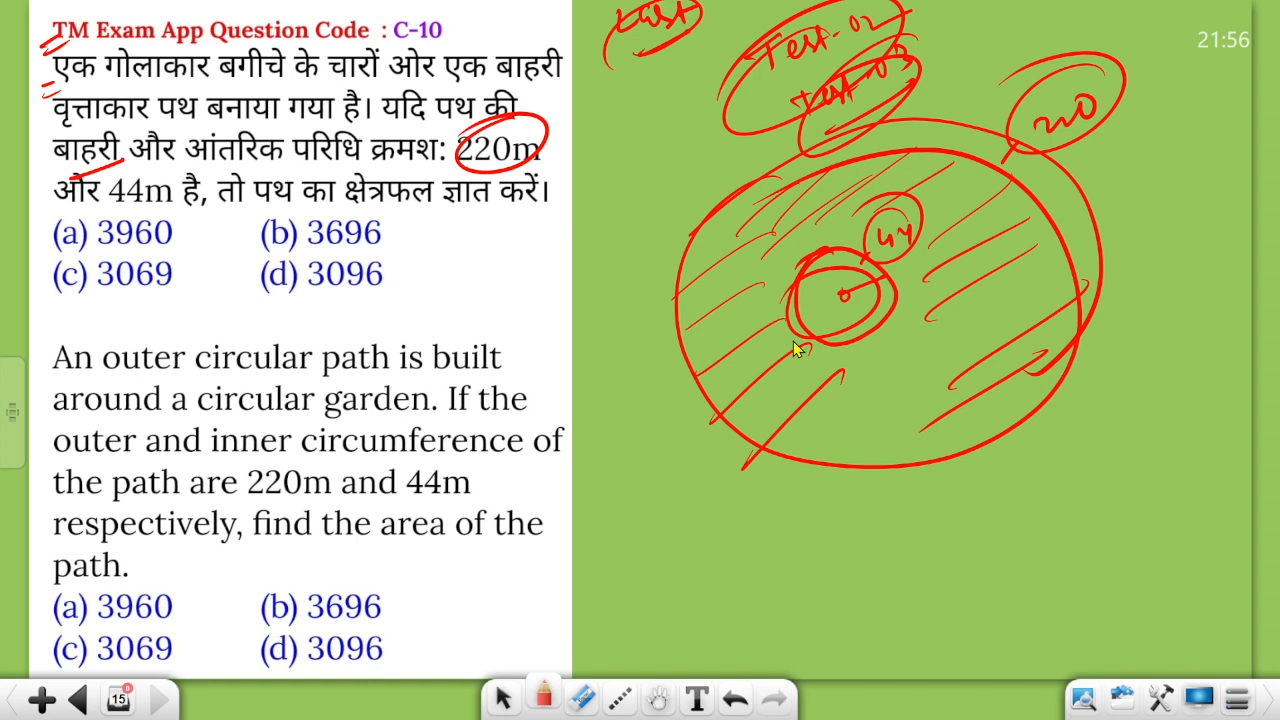 TM Exam App Question Code : C-10
एक गोलाकार बगीचे के चारों ओर एक बाहरी
वृत्ताकार पथ बनाया गया है। यदि पथ की
बाहरी और आंतरिक परिधि क्रमश: 220m
और 44m है, तो पथ का क्षेत्रफल ज्ञात करें।
(a) 3960 (b) 3696
(c) 3069 (d) 3096
An outer circular path is built
around a circular garden. If the
outer and inner circumference of
the path are 220m and 44m
respectively, find the area of the
path.
(a) 3960 (b) 3696
(c) 3069 (d) 3096
Test-02
Test-03
21:56
220
44
15
T